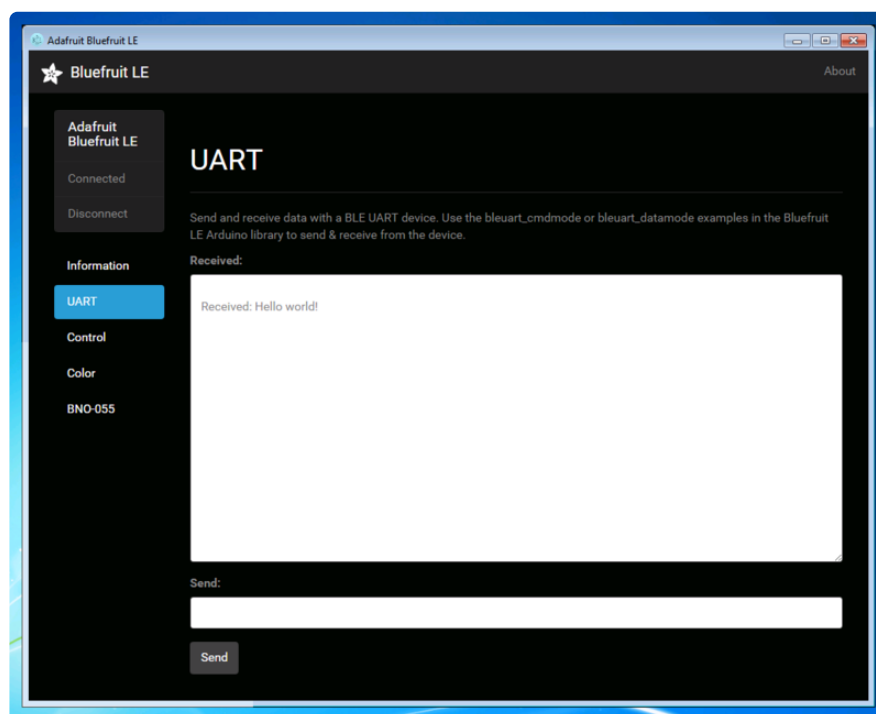 Adafruit Bluefruit LE
Bluefruit LE
About
Adafruit
Bluefruit LE
Connected
Disconnect
Information
UART
Control
Color
BNO-055
UART
Send and receive data with a BLE UART device. Use the bleuart_cmdmode or bleuart_datamode examples in the Bluefruit
LE Arduino library to send & receive from the device.
Received:
Received: Hello world!
Send:
Send